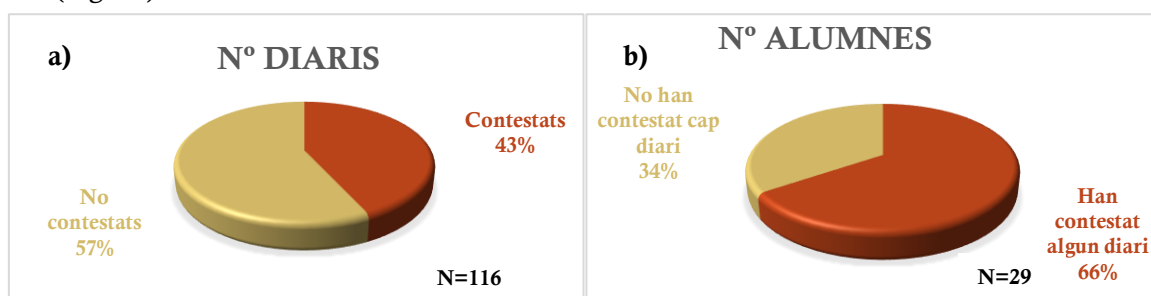 a)
Nº DIARIS
Contestats
43%
No
contestats
57%
N=116
b)
Nº ALUMNES
No han
contestat cap
diari
34%
Han
contestat
algun diari
66%
N=29